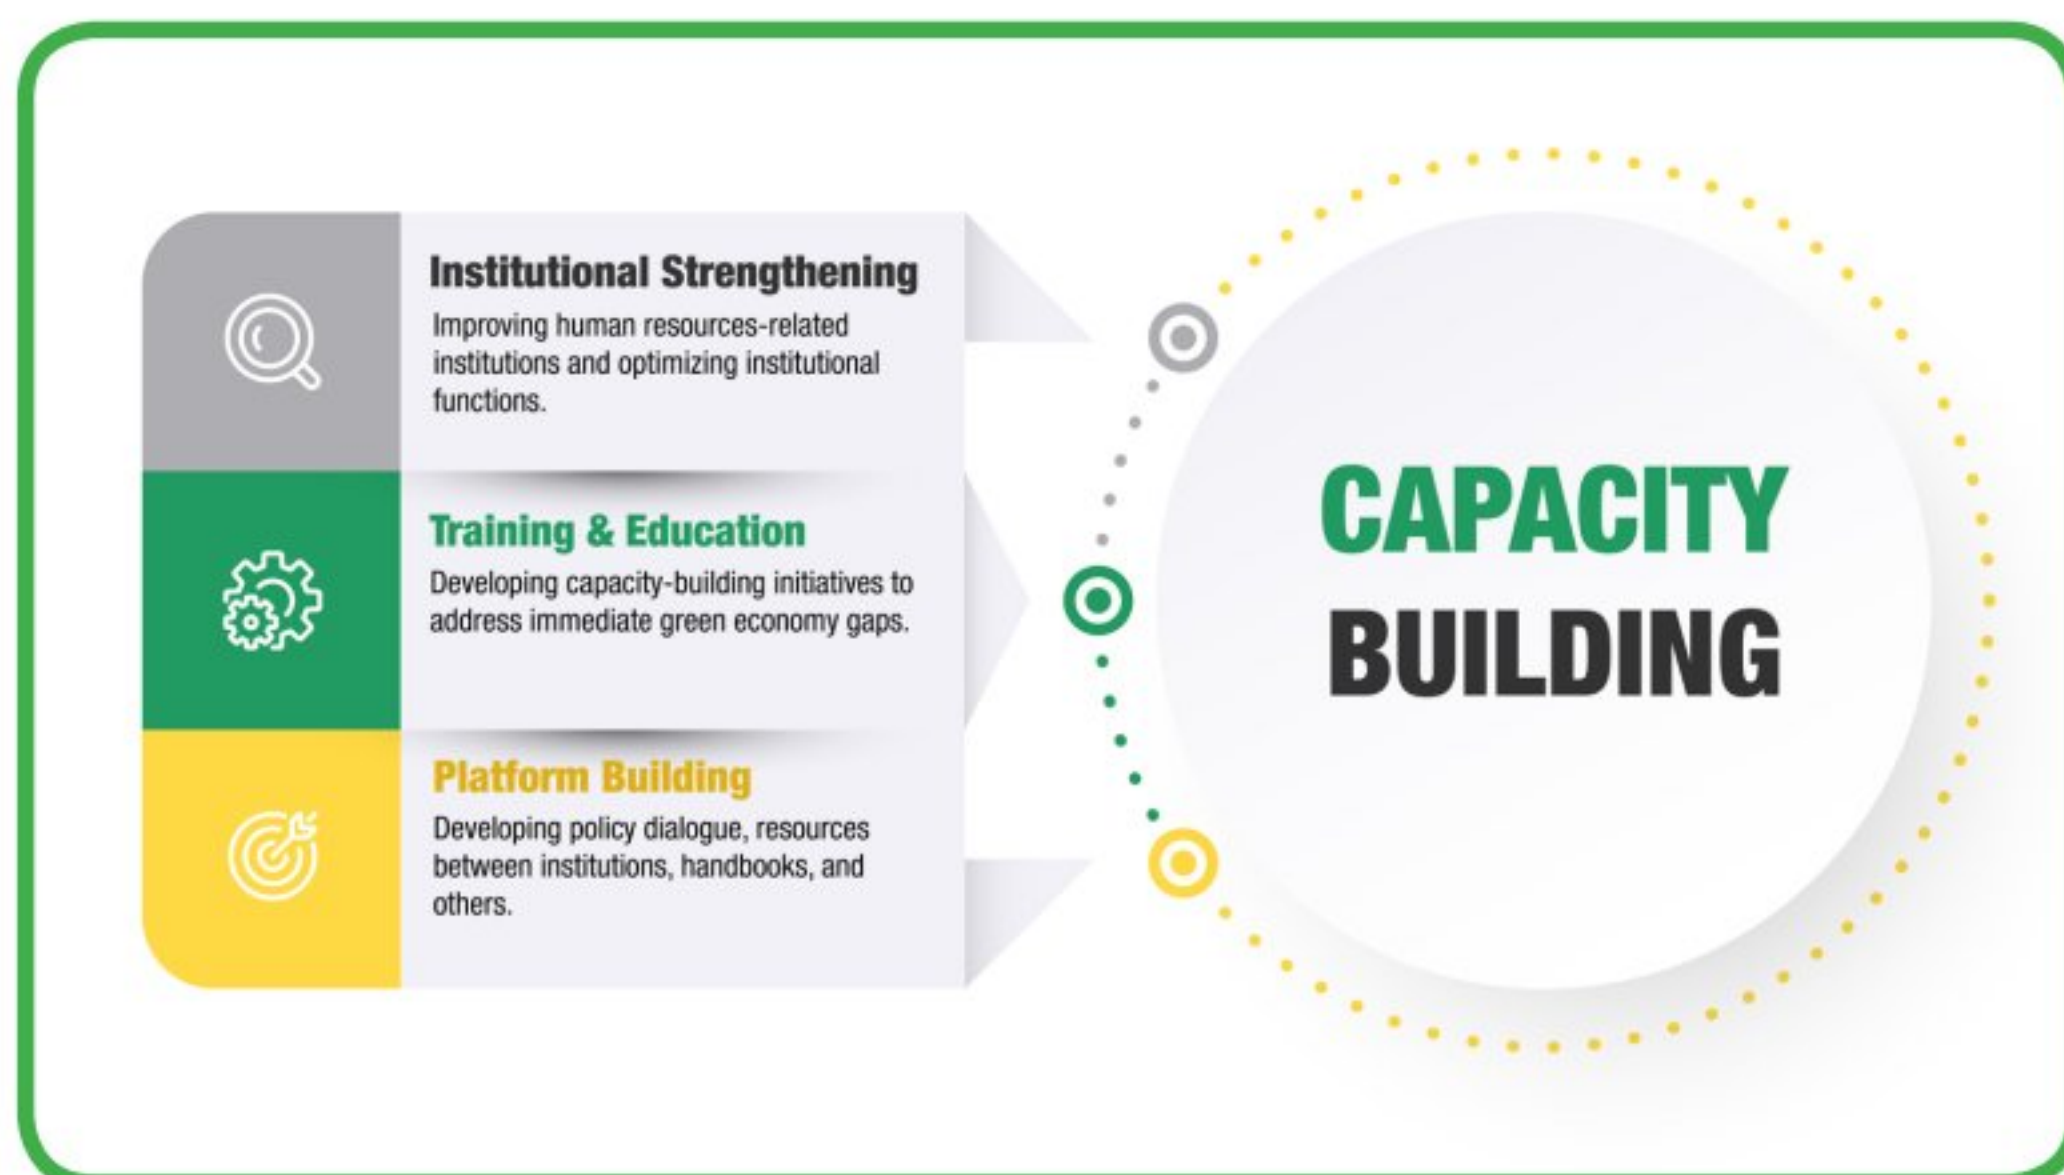 Institutional Strengthening
Improving human resources-related
institutions and optimizing institutional
functions.
Training & Education
Developing capacity-building initiatives to
address immediate green economy gaps.
Platform Building
Developing policy dialogue, resources
between institutions, handbooks, and
others.
CAPACITY
BUILDING